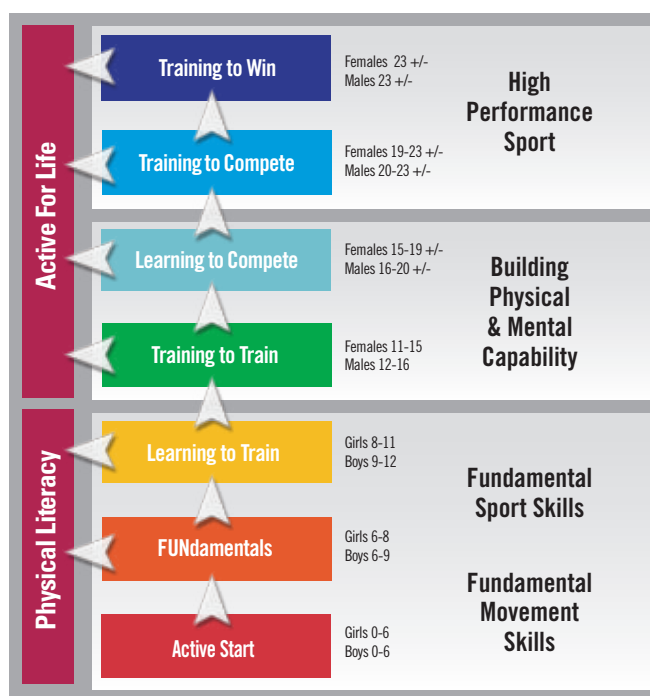 Active For Life
Training to Win
Females 23 +/-
Males 23 +/-
High
Performance
Sport
Training to Compete
Females 19-23 +/-
Males 20-23 +/-
Learning to Compete
Females 15-19 +/-
Males 16-20 +/-
Building
Physical
& Mental
Capability
Training to Train
Females 11-15
Males 12-16
Physical Literacy
Learning to Train
Girls 8-11
Boys 9-12
Fundamental
Sport Skills
FUNdamentals
Girls 6-8
Boys 6-9
Fundamental
Movement
Skills
Active Start
Girls 0-6
Boys 0-6